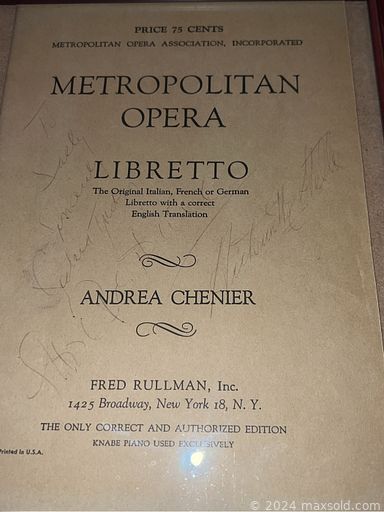 PRICE 75 CENTS
METROPOLITAN OPERA ASSOCIATION, INCORPORATED
METROPOLITAN
OPERA
LIBRETTO
The Original Italian, French or German
Libretto with a correct
English Translation
ANDREA CHENIER
FRED RULLMAN, Inc.
1425 Broadway, New York 18, N. Y.
THE ONLY CORRECT AND AUTHORIZED EDITION
KNABE PIANO USED EXCLUSIVELY
Printed in U.S.A.
© 2024 maxsold.com